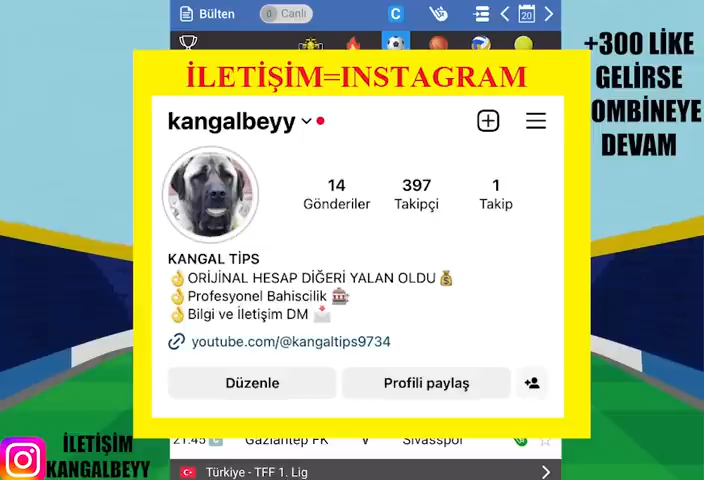 Bülten
Canlı
C
20
+300 LİKE
GELİRSE
OMBİNEYE
DEVAM
İLETİŞİM=INSTAGRAM
kangalbeyy
14
397
1
Gönderiler
Takipçi
Takip
KANGAL TİPS
👌ORİJİNAL HESAP DİĞERİ YALAN OLDU💰
👌Profesyonel Bahiscilik🎰
👌Bilgi ve İletişim DM📩
youtube.com/@kangaltips9734
Düzenle
Profili paylaş
21:45 C Gaziantep FK V Sivasspor
Türkiye - TFF 1. Lig
İLETİŞİM
KANGALBEYY